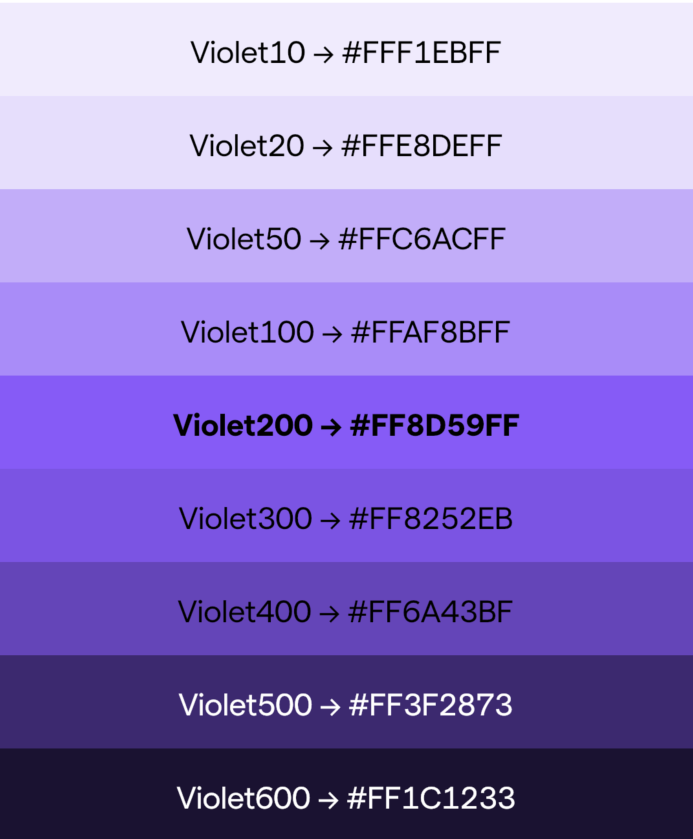 Violet10 → #FFF1EBFF
Violet20 → #FFE8DEFF
Violet50 → #FFC6ACFF
Violet100 → #FFAF8BFF
Violet200 → #FF8D59FF
Violet300 → #FF8252EB
Violet400 → #FF6A43BF
Violet500 → #FF3F2873
Violet600 → #FF1C1233